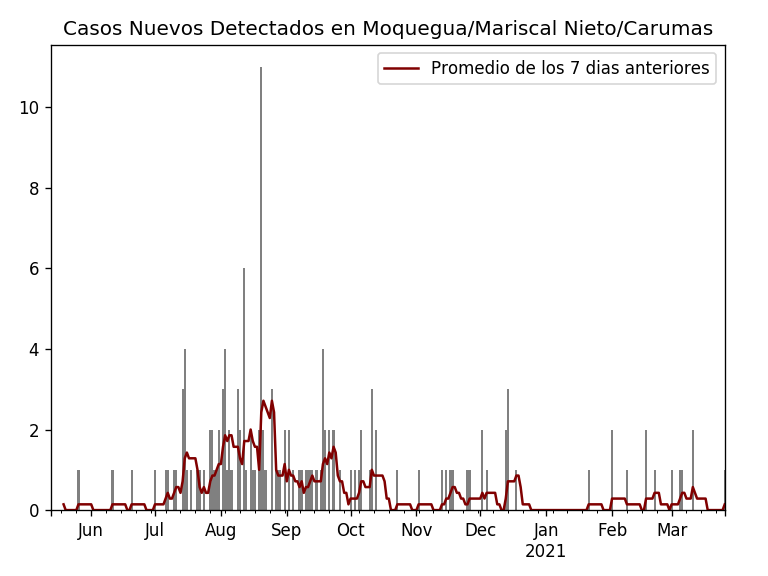 Casos Nuevos Detectados en Moquegua/Mariscal Nieto/Carumas
Promedio de los 7 dias anteriores
10
8
6
4
2
0
Jun Jul Aug Sep Oct Nov Dec Jan Feb Mar
2021